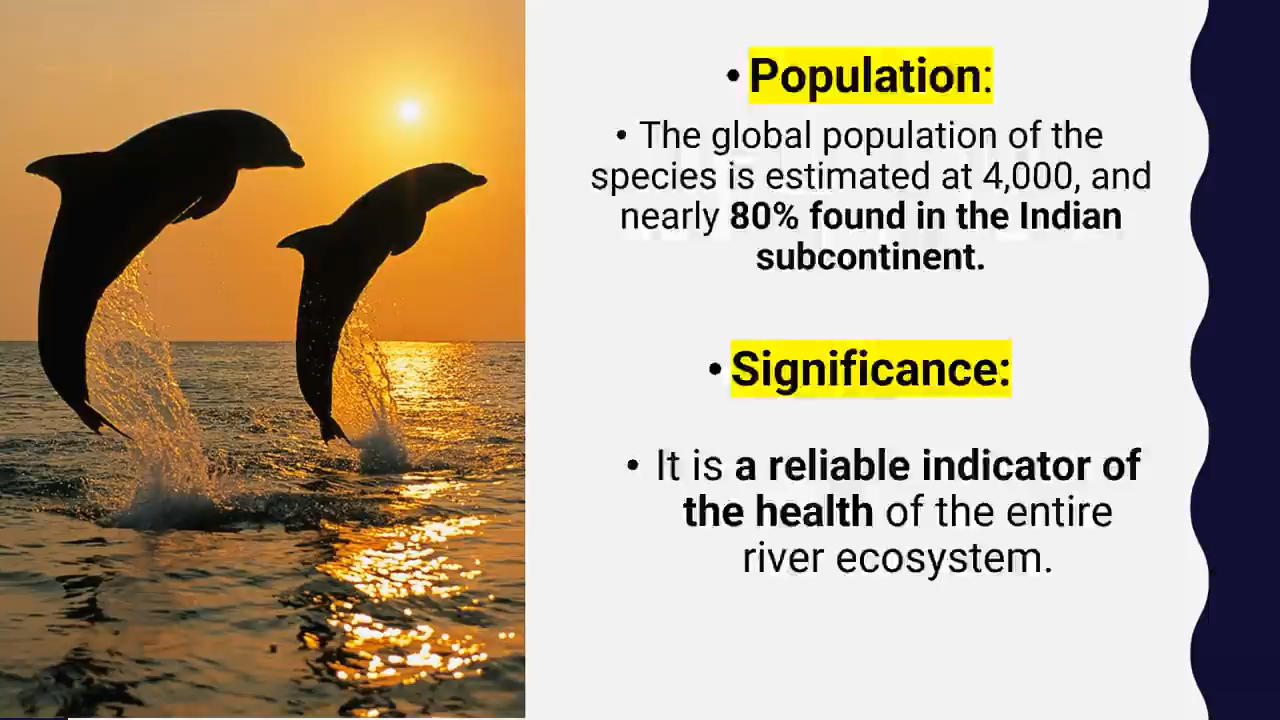 • Population:
• The global population of the
species is estimated at 4,000, and
nearly 80% found in the Indian
subcontinent.
• Significance:
• It is a reliable indicator of
the health of the entire
river ecosystem.